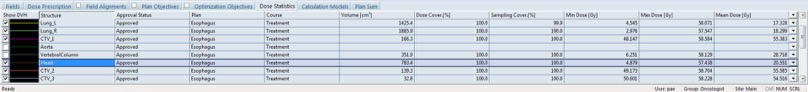 Fields Dose Prescription Field Alignments Plan Objectives Optimization Objectives Dose Statistics Calculation Models Plan Sum
Show DVH Structure Approval Status Plan Course Volume [cm³] Dose Cover.[%] Sampling Cover.[%] Min Dose [Gy] Max Dose [Gy] Mean Dose [Gy]
Lung_L Approved Esophagus Treatment 1425.4 100.0 99.9 4.545 58.071 17.328
Lung_R Approved Esophagus Treatment 1885.9 100.0 100.0 2.976 57.547 18.299
CTV_1 Approved Esophagus Treatment 166.3 100.0 100.0 48.147 58.584 55.383
Aorta Approved Esophagus Treatment
VertebralColumn Approved Esophagus Treatment 351.9 100.0 100.0 6.251 58.129 28.718
Heart Approved Esophagus Treatment 783.4 100.0 100.0 4.879 57.438 20.551
CTV_2 Approved Esophagus Treatment 139.3 100.0 100.0 49.173 58.704 55.585
CTV_3 Approved Esophagus Treatment 32.8 100.0 100.0 50.601 58.228 54.516
Ready User: pae Group: Oncologist Site: Main CAP NUM SCRL